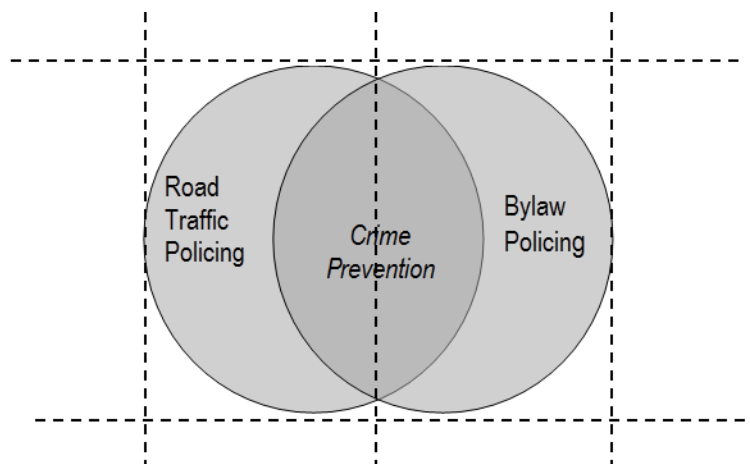 Road
Traffic
Policing
Crime
Prevention
Bylaw
Policing